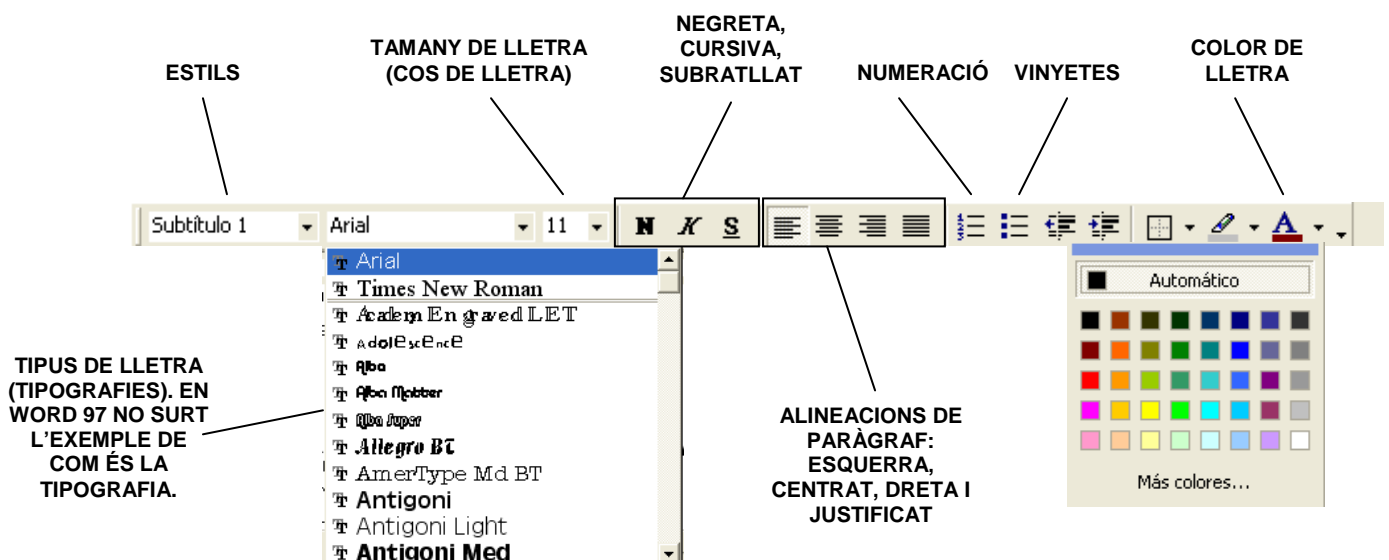 ESTILS
TAMANY DE LLETRA
(COS DE LLETRA)
NEGRETA,
CURSIVA,
SUBRATLLAT
NUMERACIÓ
VINYETES
COLOR DE
LLETRA
Subtítulo 1
Arial
11
N K S
A
Arial
Times New Roman
Academy Engraved LET
Adolescence
Alba
Alba Matter
Alba Super
Allegro BT
AmerType Md BT
Antigoni
Antigoni Light
Antigoni Med
TIPUS DE LLETRA
(TIPOGRAFIES). EN
WORD 97 NO SURT
L’EXEMPLE DE
COM ÉS LA
TIPOGRAFIA.
ALINEACIONS DE
PARÀGRAF:
ESQUERRA,
CENTRAT, DRETA I
JUSTIFICAT
Automático
Más colores...